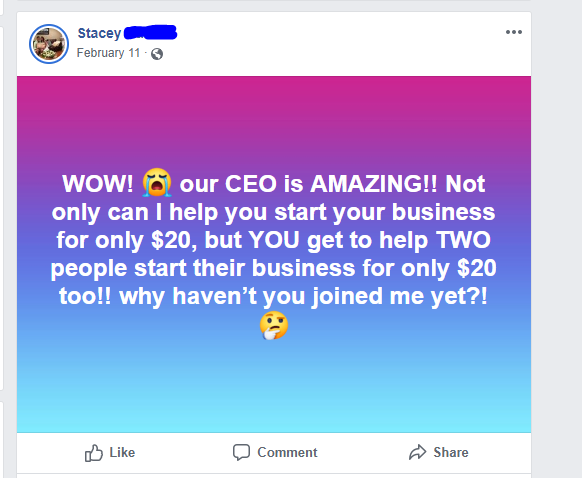 Stacey
February 11 ·
WOW! 😭 our CEO is AMAZING!! Not
only can I help you start your business
for only $20, but YOU get to help TWO
people start their business for only $20
too!! why haven't you joined me yet?!
🤔
Like
Comment
Share